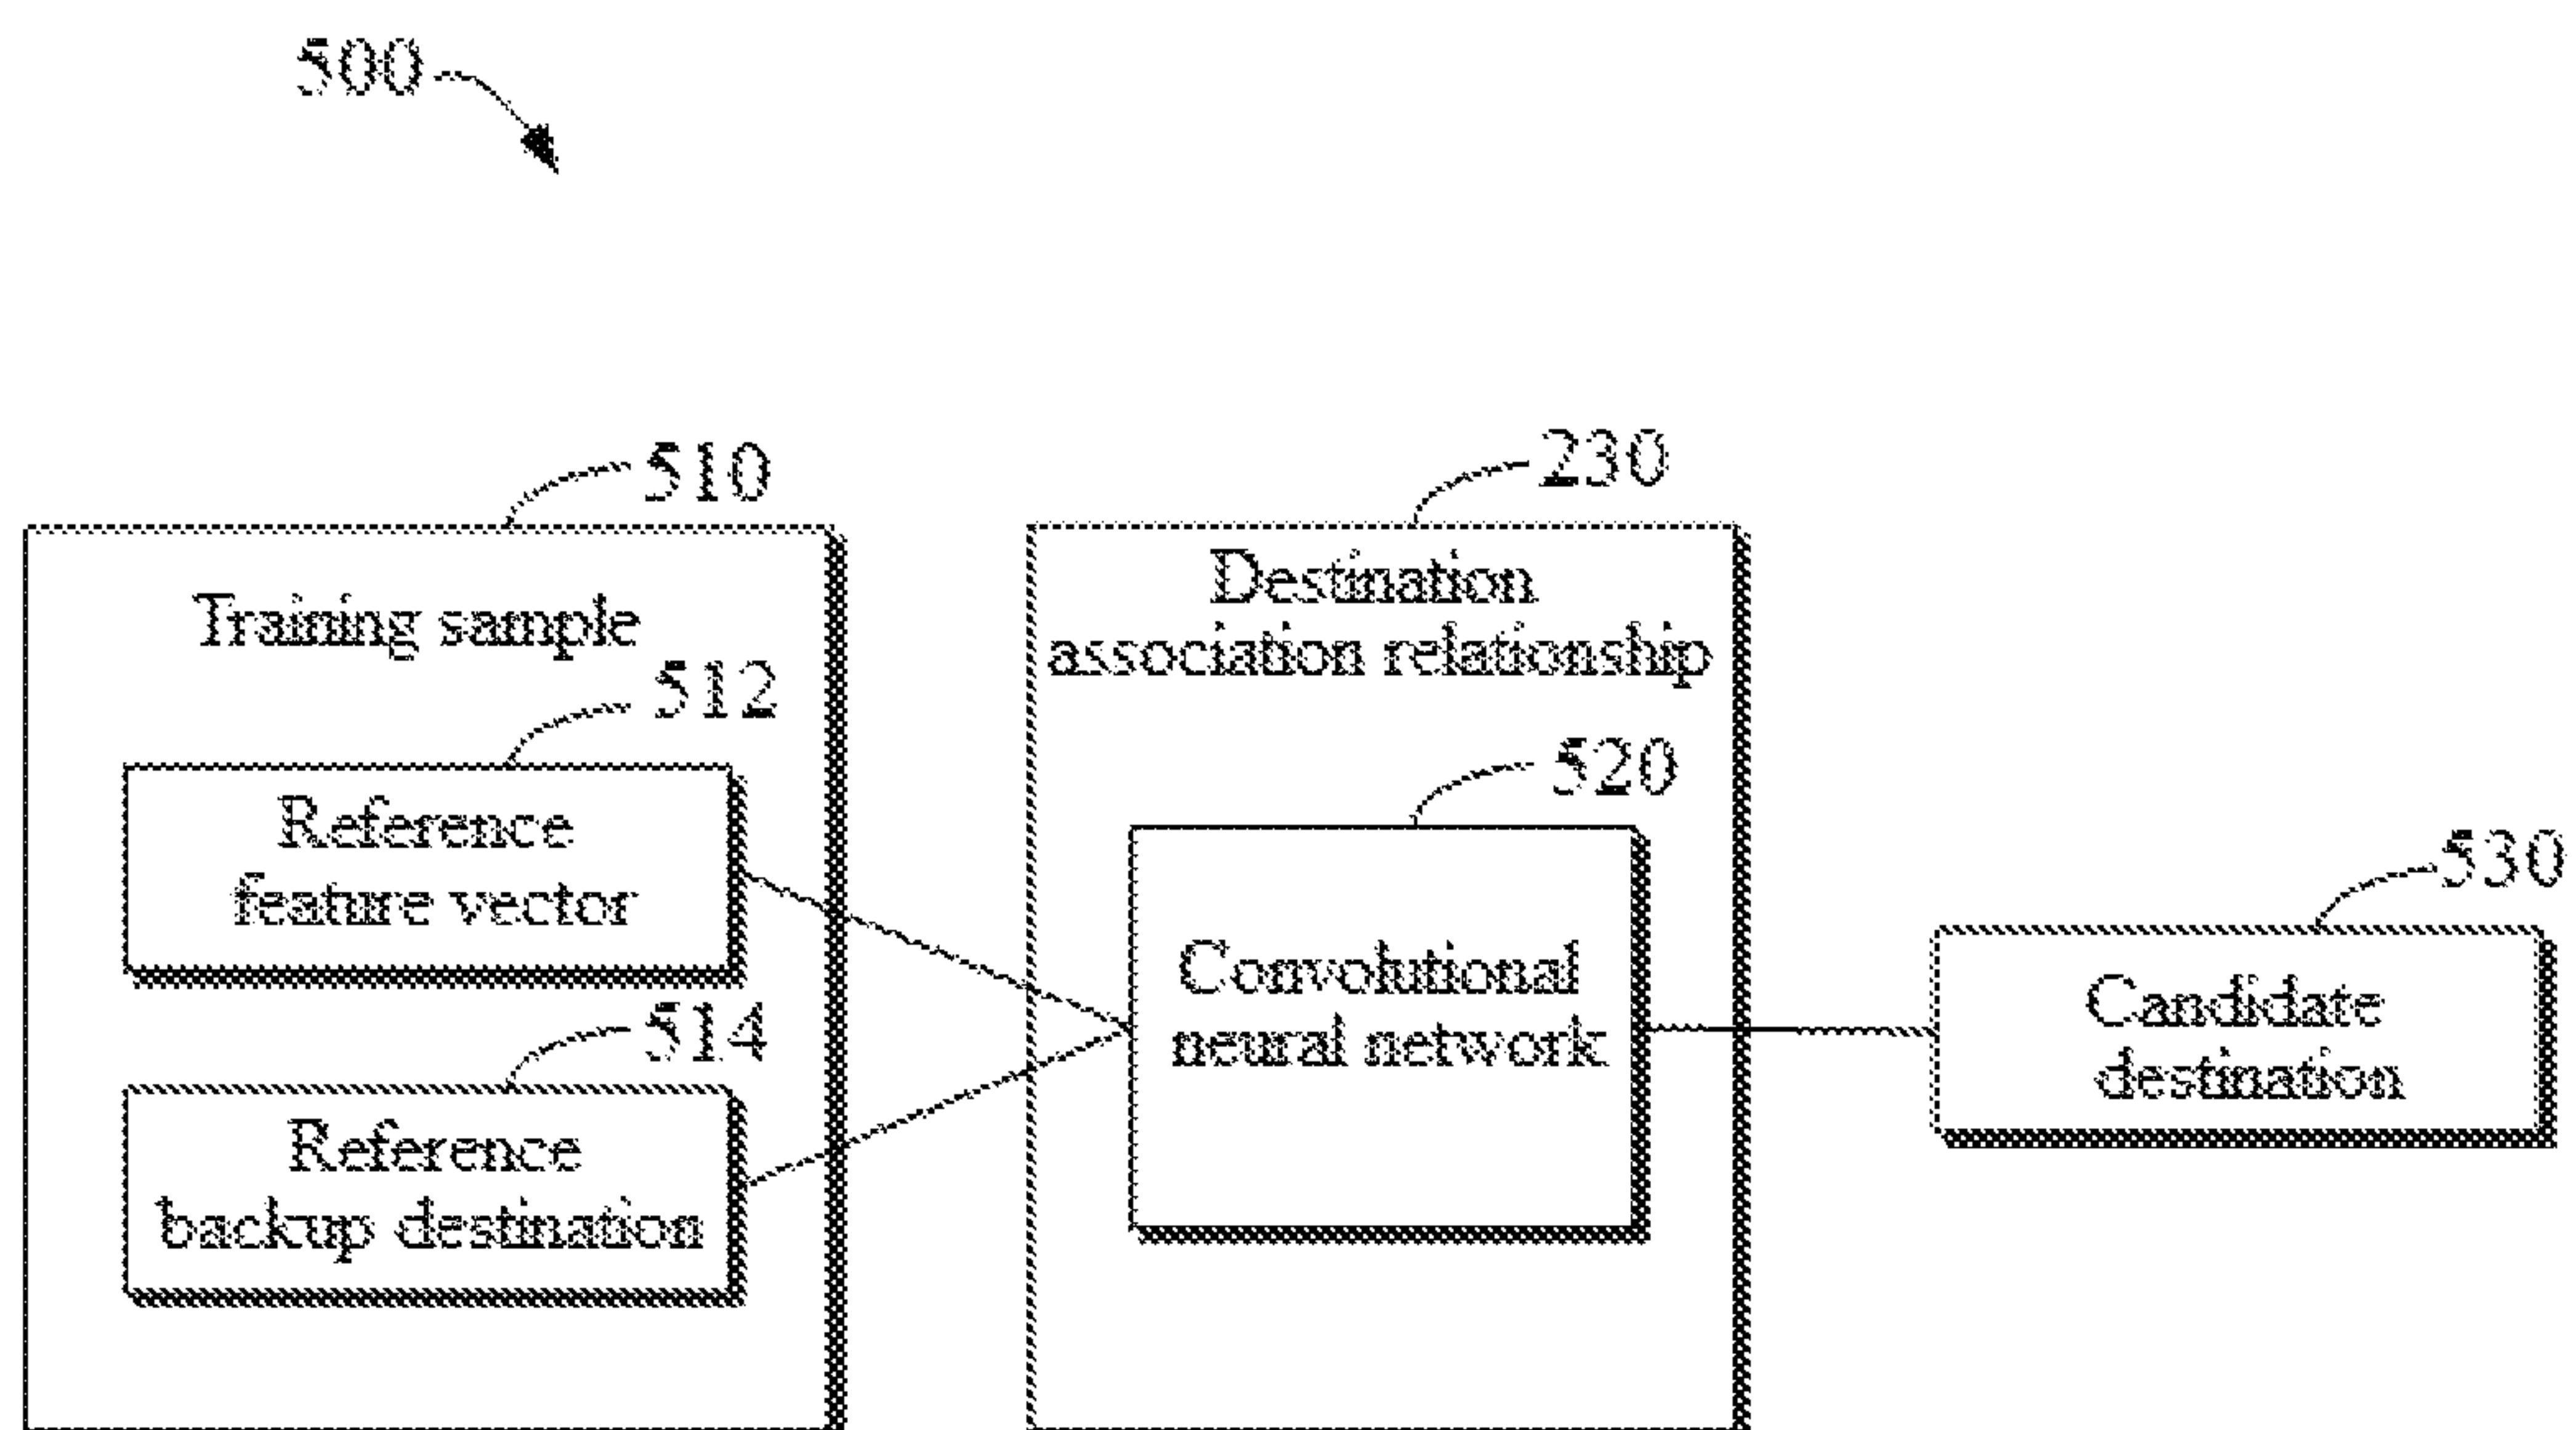 500
510
Training sample
512
Reference
feature vector
514
Reference
backup destination
230
Destination
association relationship
520
Convolutional
neural network
530
Candidate
destination